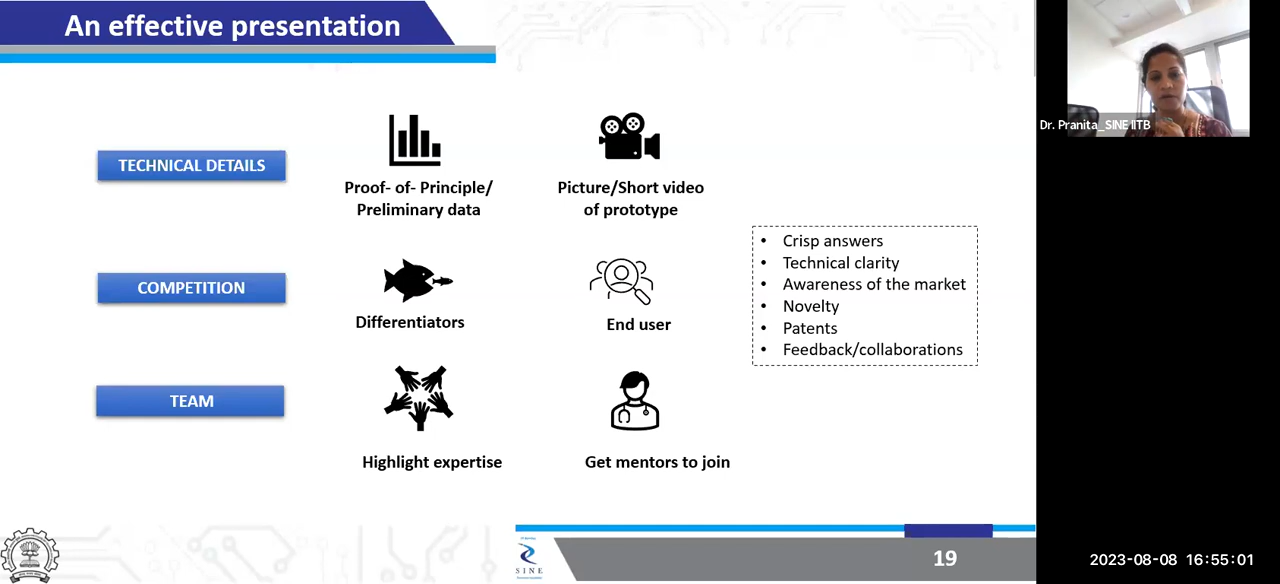 An effective presentation
Dr. Pranita_SINE IITB
TECHNICAL DETAILS
Proof- of- Principle/
Preliminary data
Picture/Short video
of prototype
COMPETITION
Differentiators
End user
• Crisp answers
• Technical clarity
• Awareness of the market
• Novelty
• Patents
• Feedback/collaborations
TEAM
Highlight expertise
Get mentors to join
SINE
19
2023-08-08 16:55:01